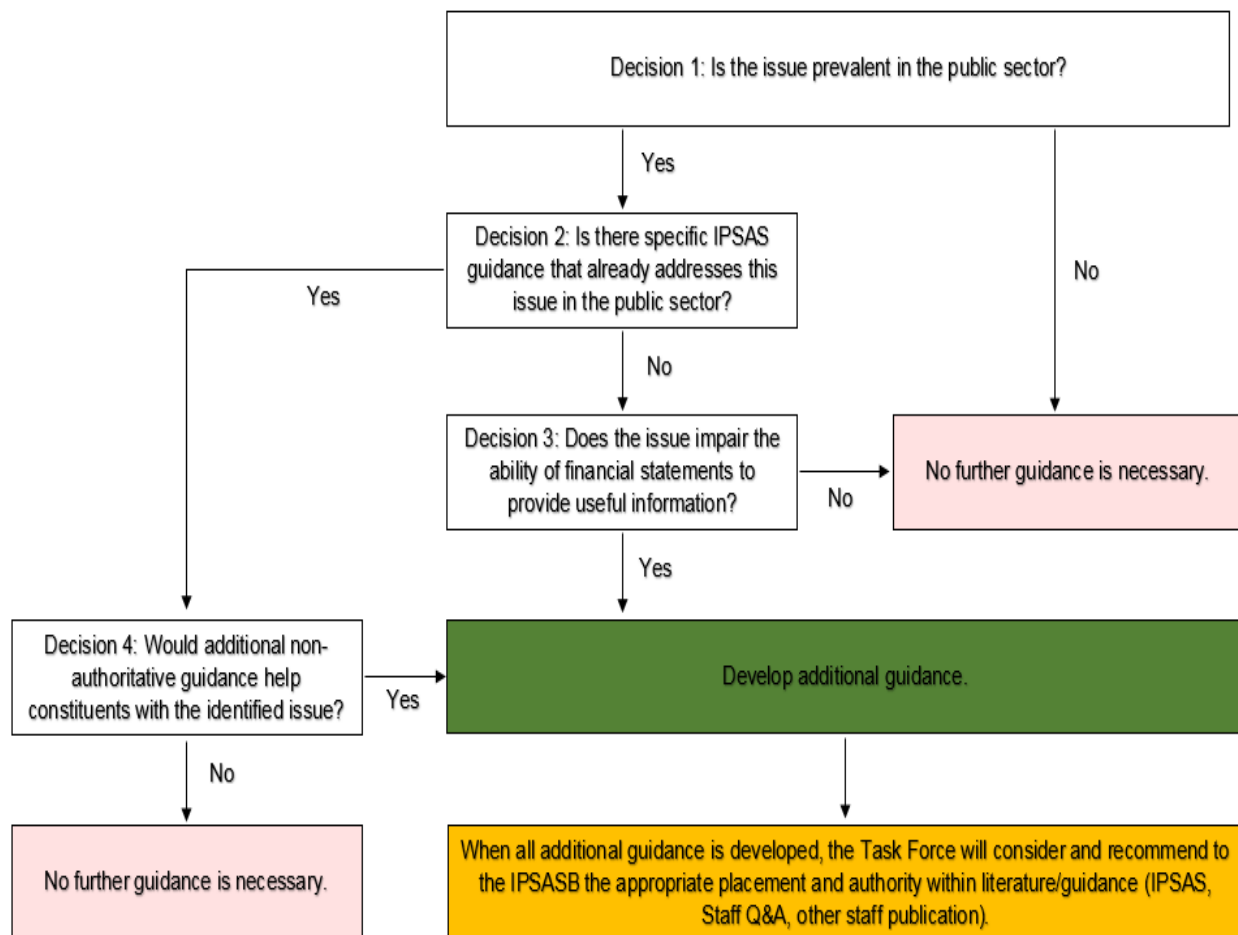 Decision 1: Is the issue prevalent in the public sector?
Yes
Decision 2: Is there specific IPSAS
guidance that already addresses this
issue in the public sector?
No
Yes
No
Decision 3: Does the issue impair the
ability of financial statements to
provide useful information?
No
No further guidance is necessary.
Yes
Decision 4: Would additional non-
authoritative guidance help
constituents with the identified issue?
Yes
Develop additional guidance.
No
No further guidance is necessary.
When all additional guidance is developed, the Task Force will consider and recommend to
the IPSASB the appropriate placement and authority within literature/guidance (IPSAS,
Staff Q&A, other staff publication).